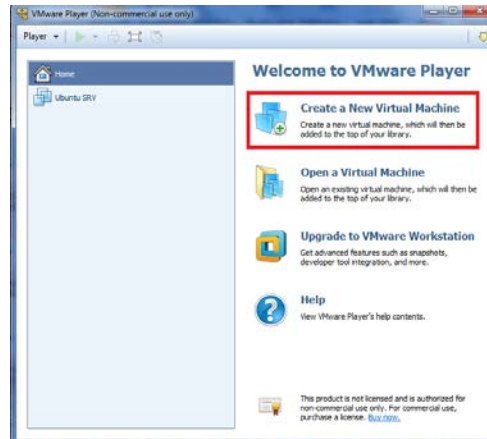 VMware Player (Non-commercial use only)
Player
Home
Ubuntu SRV
Welcome to VMware Player
Create a New Virtual Machine
Create a new virtual machine, which will then be
added to the top of your library.
Open a Virtual Machine
Open an existing virtual machine, which will then be
added to the top of your library.
Upgrade to VMware Workstation
Get advanced features such as snapshots,
developer tool integration, and more.
Help
View VMware Player's help contents.
This product is not licensed and is authorized for
non-commercial use only. For commercial use,
purchase a license. Buy now.